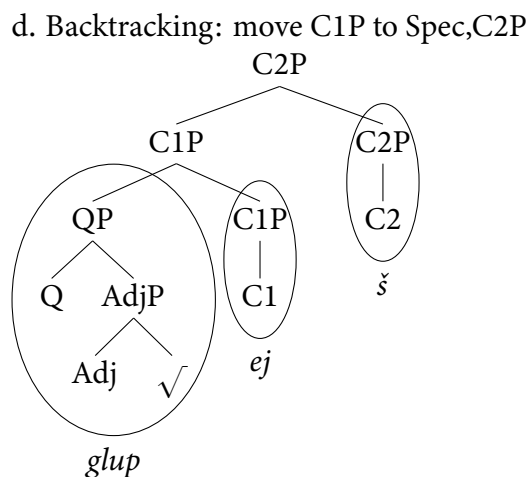 d. Backtracking: move C1P to Spec,C2P
C2P
C1P C2P
QP C1P C2
Q AdjP C1 š
Adj √ ej
glup